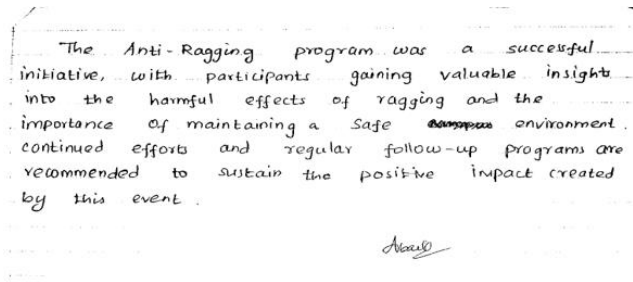 The Anti-Ragging program was a successful
initiative, with participants gaining valuable insight
into the harmful effects of ragging and the
importance of maintaining a safe environment.
continued efforts and regular follow-up programs are
recommended to sustain the positive impact created
by this event.